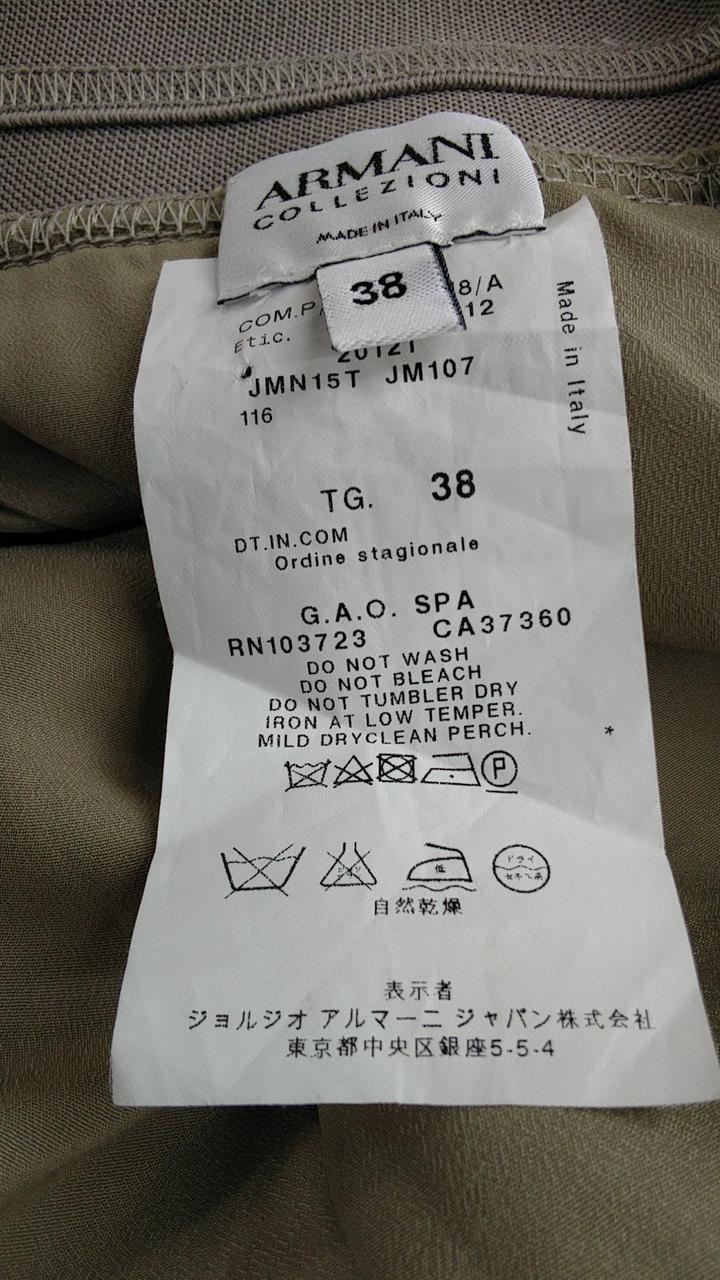 ARMANI
COLLEZIONI
MADE IN ITALY
38
COM.P 8/A
Etic. 12
20121
JMN15T JM107
116
Made in Italy
TG. 38
DT.IN.COM
Ordine stagionale
G.A.O. SPA
RN103723 CA37360
DO NOT WASH
DO NOT BLEACH
DO NOT TUMBLER DRY
IRON AT LOW TEMPER.
MILD DRYCLEAN PERCH.
*
P
低
ドライ
自然乾燥
表示者
ジョルジオ アルマーニ ジャパン株式会社
東京都中央区銀座5-5-4